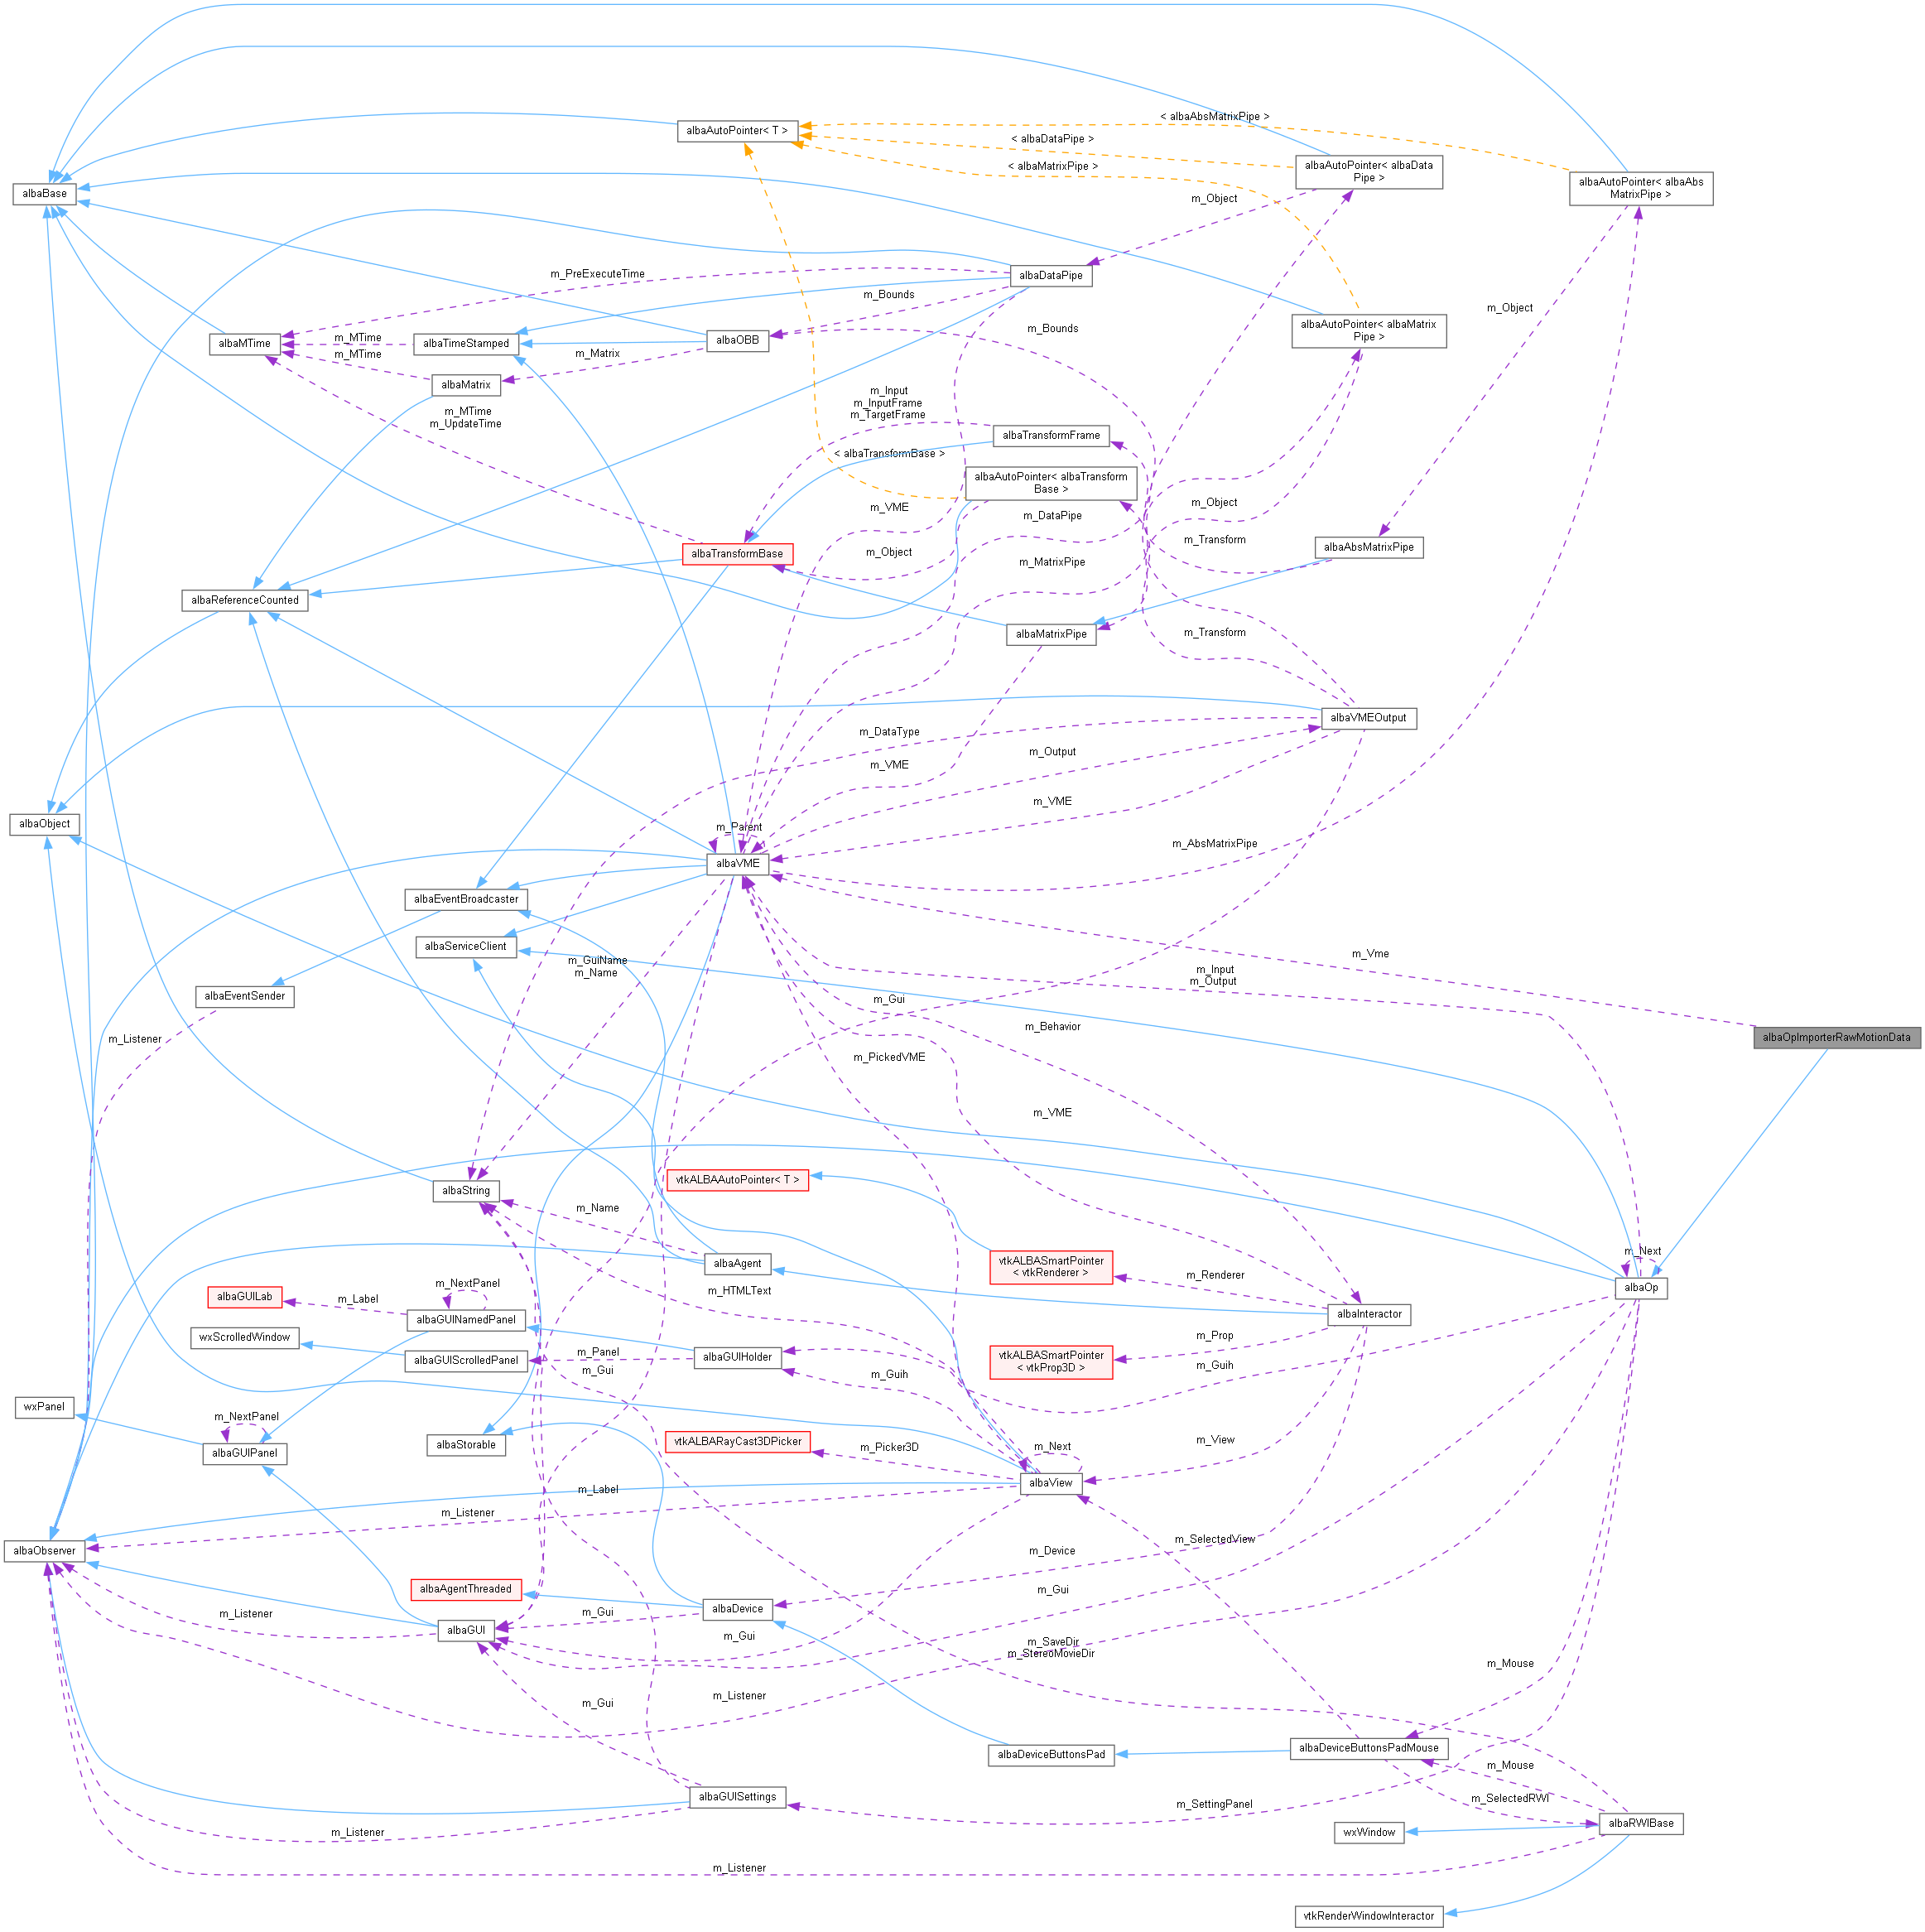 < albaAbsMatrixPipe >
albaAutoPointer< T >
< albaDataPipe >
< albaMatrixPipe >
albaAutoPointer< albaData
Pipe >
albaAutoPointer< albaAbs
MatrixPipe >
albaBase
m_Object
m_PreExecuteTime
albaDataPipe
m_Bounds
m_Object
albaMTime
m_MTime
albaTimeStamped
albaOBB
m_Bounds
albaAutoPointer< albaMatrix
Pipe >
m_MTime
m_Matrix
albaMatrix
m_MTime
m_UpdateTime
m_Input
m_InputFrame
m_TargetFrame
albaTransformFrame
< albaTransformBase >
albaAutoPointer< albaTransform
Base >
m_VME
m_DataPipe
m_Object
albaTransformBase
m_Object
m_Transform
albaAbsMatrixPipe
m_MatrixPipe
albaReferenceCounted
albaMatrixPipe
m_Transform
albaVMEOutput
m_DataType
m_Output
m_VME
m_VME
albaObject
m_Parent
albaVME
m_AbsMatrixPipe
albaEventBroadcaster
albaServiceClient
m_GuiName
m_Name
m_Vme
m_Input
m_Output
albaEventSender
m_Gui
m_Behavior
m_Listener
albaOpImporterRawMotionData
m_PickedVME
m_VME
vtkALBAAutoPointer< T >
albaString
m_Name
albaAgent
m_Next
albaOp
vtkALBASmartPointer
< vtkRenderer >
m_Renderer
albaGUILab
m_Label
m_NextPanel
albaGUINamedPanel
m_HTMLText
albaInteractor
wxScrolledWindow
albaGUIScrolledPanel
m_Panel
m_Gui
albaGUIHolder
m_Guih
vtkALBASmartPointer
< vtkProp3D >
m_Prop
m_Guih
wxPanel
m_NextPanel
albaGUIPanel
albaStorable
vtkALBARayCast3DPicker
m_Picker3D
m_Next
albaView
m_View
m_Label
m_Listener
albaObserver
m_SelectedView
m_Device
albaAgentThreaded
m_Listener
albaGUI
m_Gui
albaDevice
m_Gui
m_Gui
m_SaveDir
m_StereoMovieDir
m_Mouse
m_Gui
m_Listener
albaDeviceButtonsPad
albaDeviceButtonsPadMouse
m_Mouse
albaGUISettings
m_SettingPanel
m_SelectedRWI
m_Listener
wxWindow
albaRWIBase
m_Listener
vtkRenderWindowInteractor